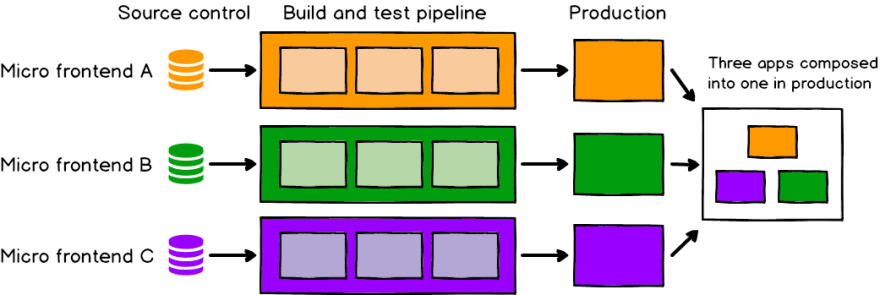 Source control
Build and test pipeline
Production
Micro frontend A
Three apps composed
into one in production
Micro frontend B
Micro frontend C